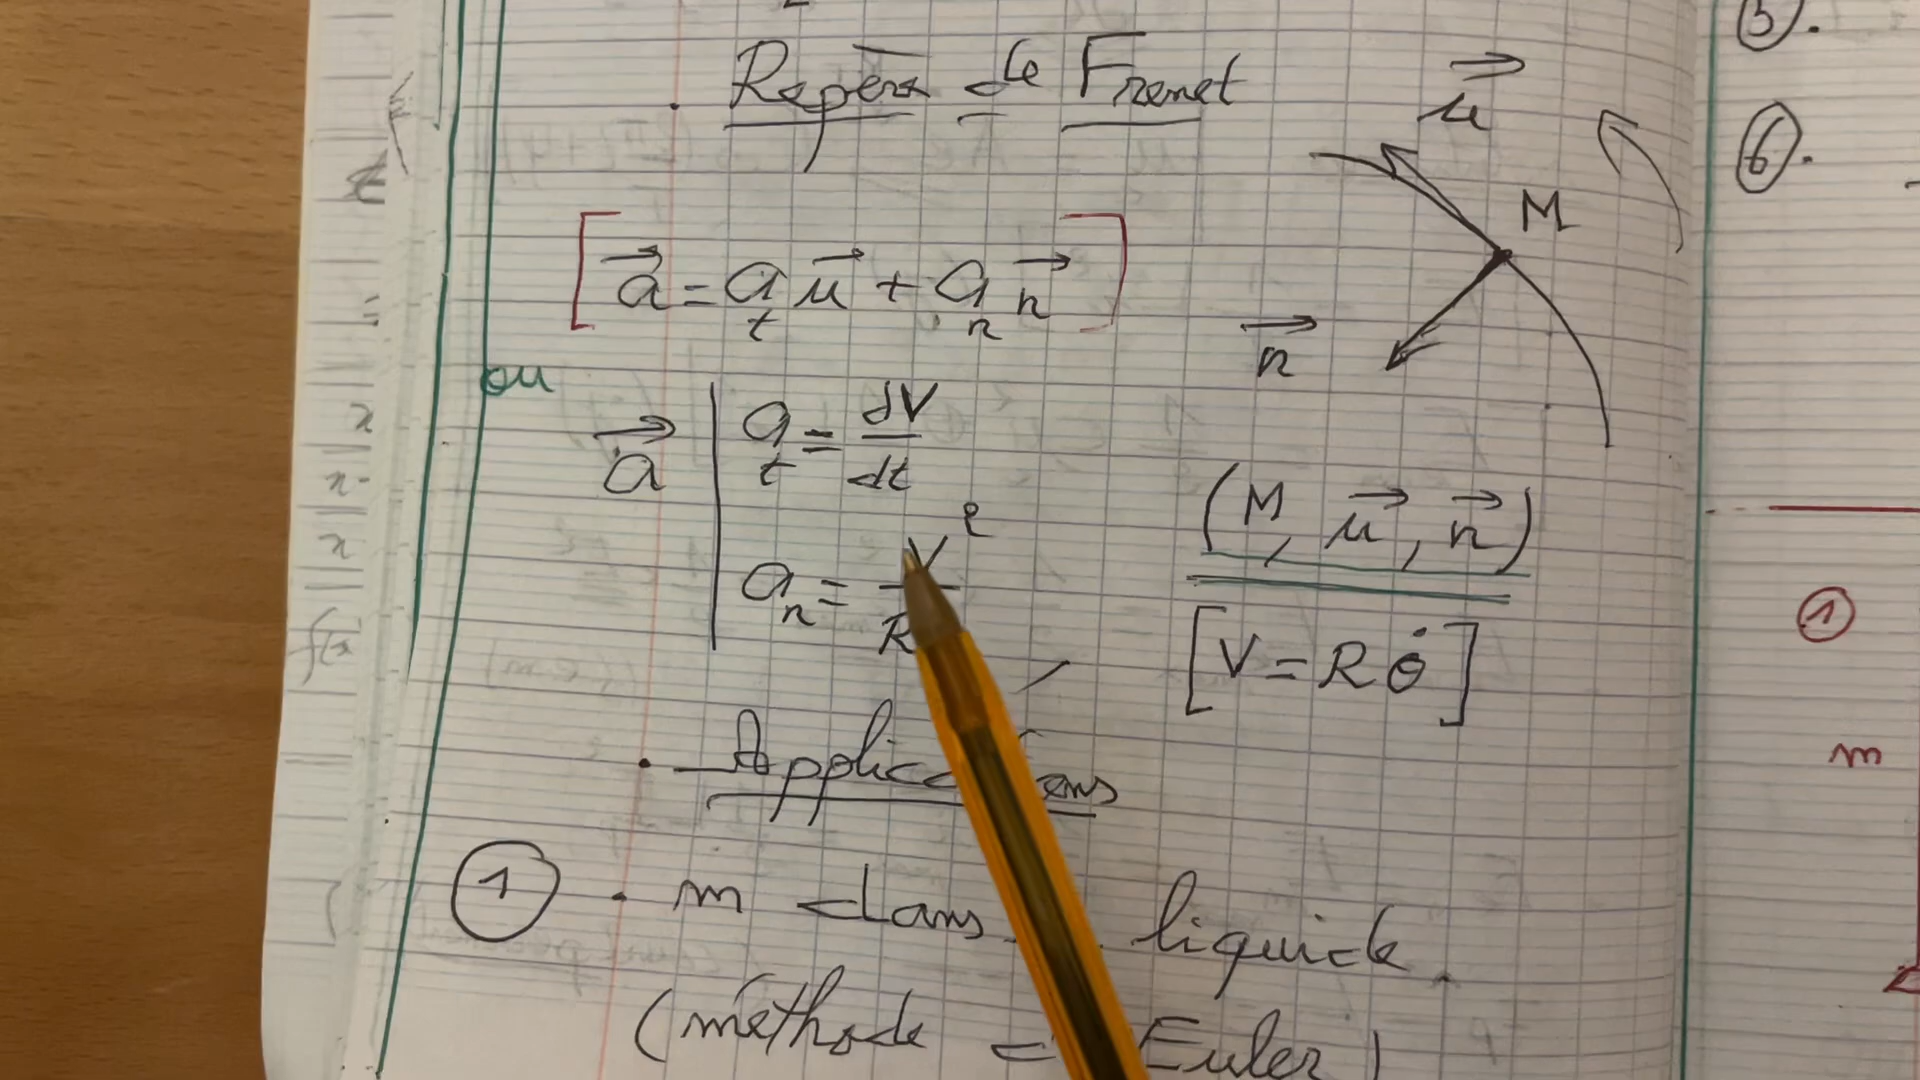 Repère de Frenet
u⃗
M
[a⃗ = a_t u⃗ + a_n n⃗]
n⃗
ou
a⃗ | a_t = dV/dt
a_n = V²/R
(M, u⃗, n⃗)
[V = Rθ̇]
. Applications
① . m dans liquide.
(méthode Euler)
5.
6.
①
m